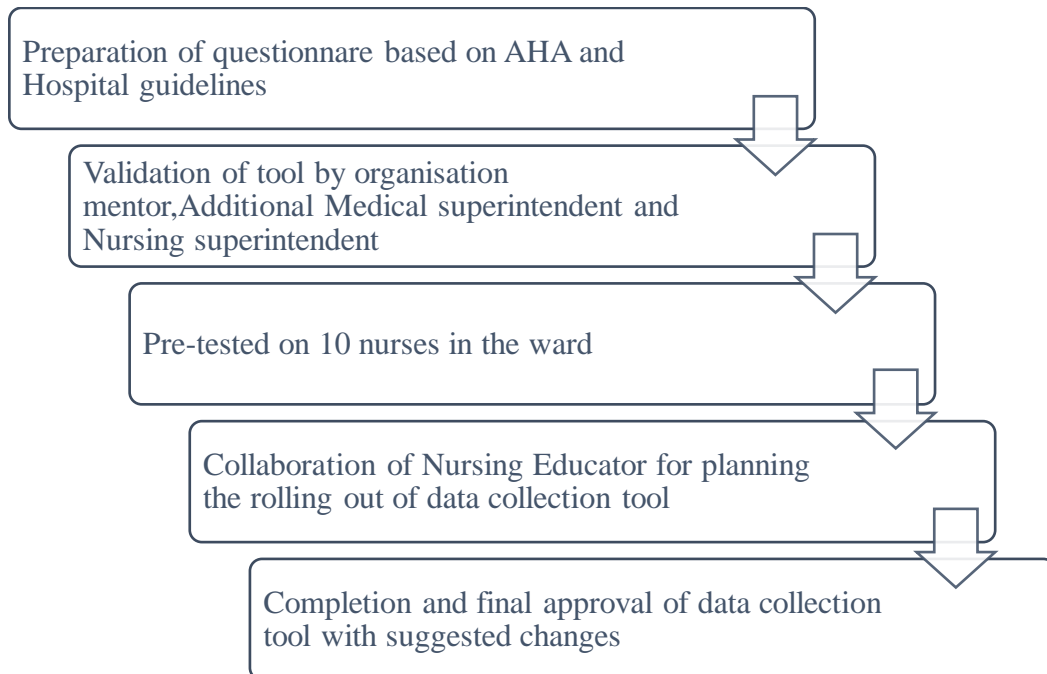 Preparation of questionnare based on AHA and
Hospital guidelines
Validation of tool by organisation
mentor,Additional Medical superintendent and
Nursing superintendent
Pre-tested on 10 nurses in the ward
Collaboration of Nursing Educator for planning
the rolling out of data collection tool
Completion and final approval of data collection
tool with suggested changes